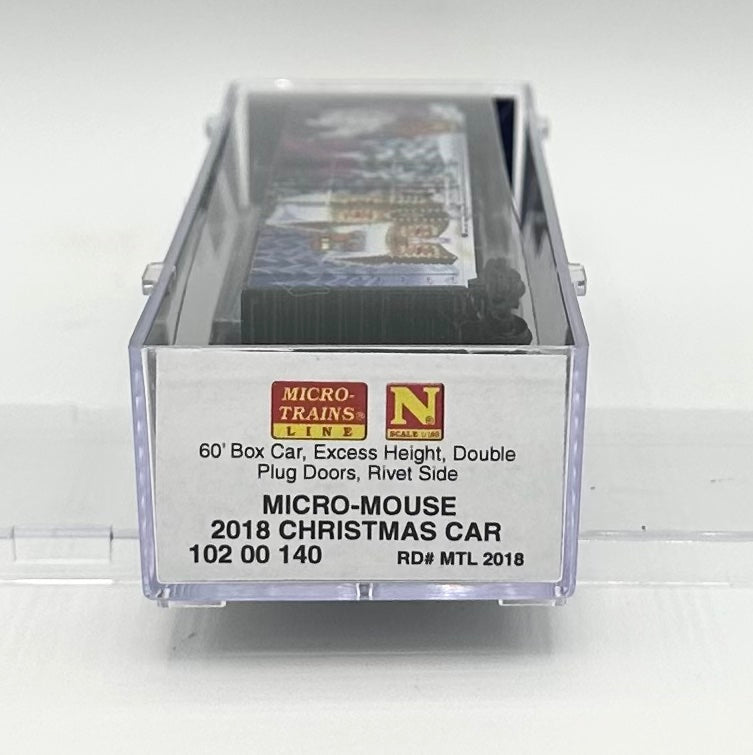 MICRO-
TRAINS®
LINE
N®
SCALE 1:160
60' Box Car, Excess Height, Double
Plug Doors, Rivet Side
MICRO-MOUSE
2018 CHRISTMAS CAR
102 00 140 RD# MTL 2018